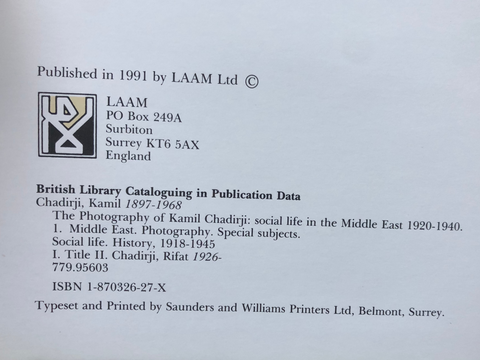 Published in 1991 by LAAM Ltd ©
LAAM
PO Box 249A
Surbiton
Surrey KT6 5AX
England
British Library Cataloguing in Publication Data
Chadirji, Kamil 1897-1968
The Photography of Kamil Chadirji: social life in the Middle East 1920-1940.
1. Middle East. Photography. Special subjects.
Social life. History, 1918-1945
I. Title II. Chadirji, Rifat 1926-
779.95603
ISBN 1-870326-27-X
Typeset and Printed by Saunders and Williams Printers Ltd, Belmont, Surrey.